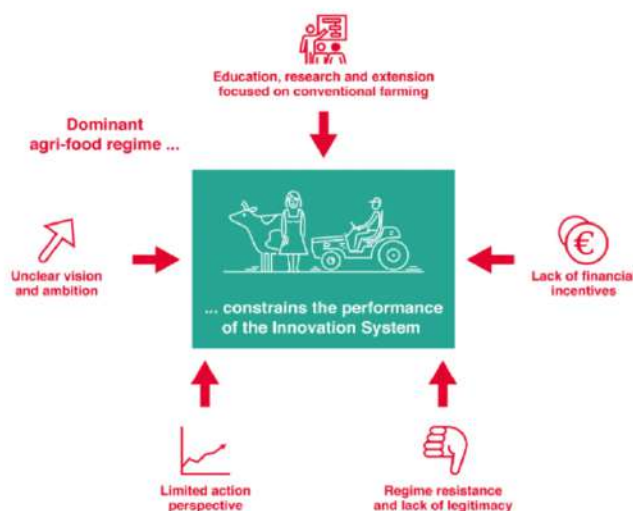 Education, research and extension
focused on conventional farming
Dominant
agri-food regime ...
Unclear vision
and ambition
€
Lack of financial
incentives
... constrains the performance
of the Innovation System
Limited action
perspective
Regime resistance
and lack of legitimacy